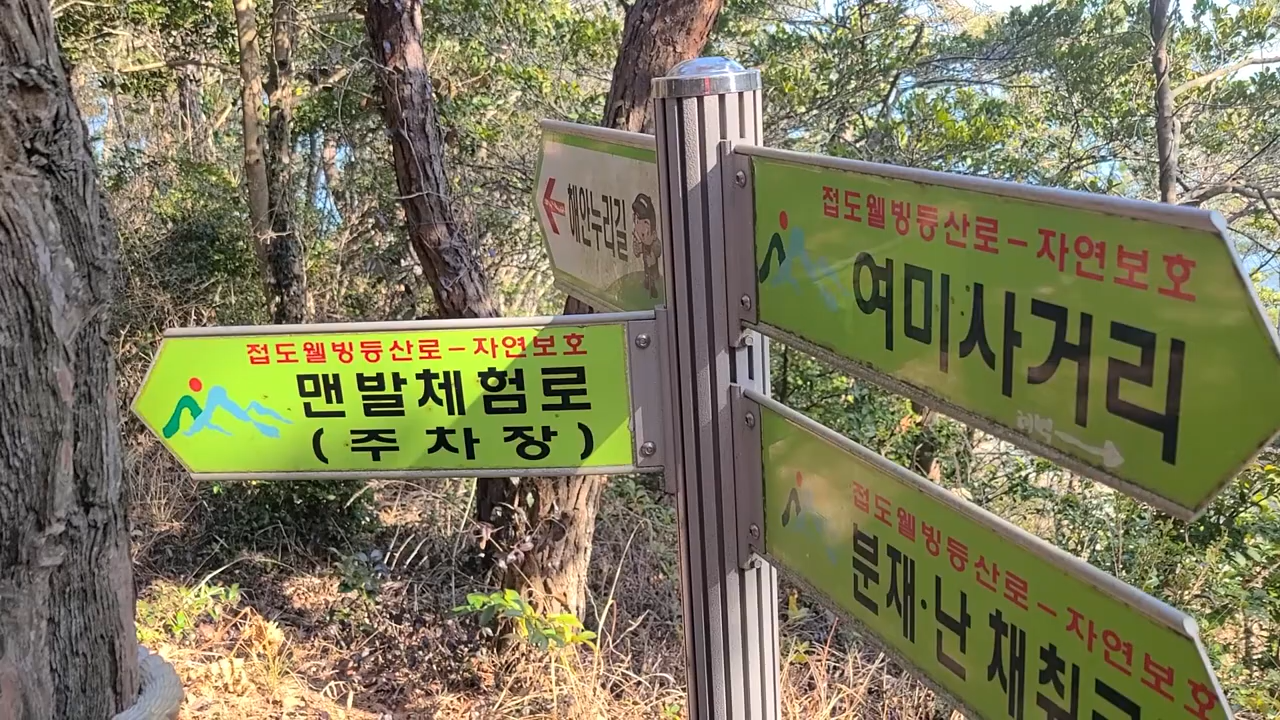 해안누리길
접도웰빙등산로-자연보호
맨발체험로
(주차장)
접도웰빙등산로-자연보호
여미사거리
접도웰빙등산로-자연보호
분재·난 채취